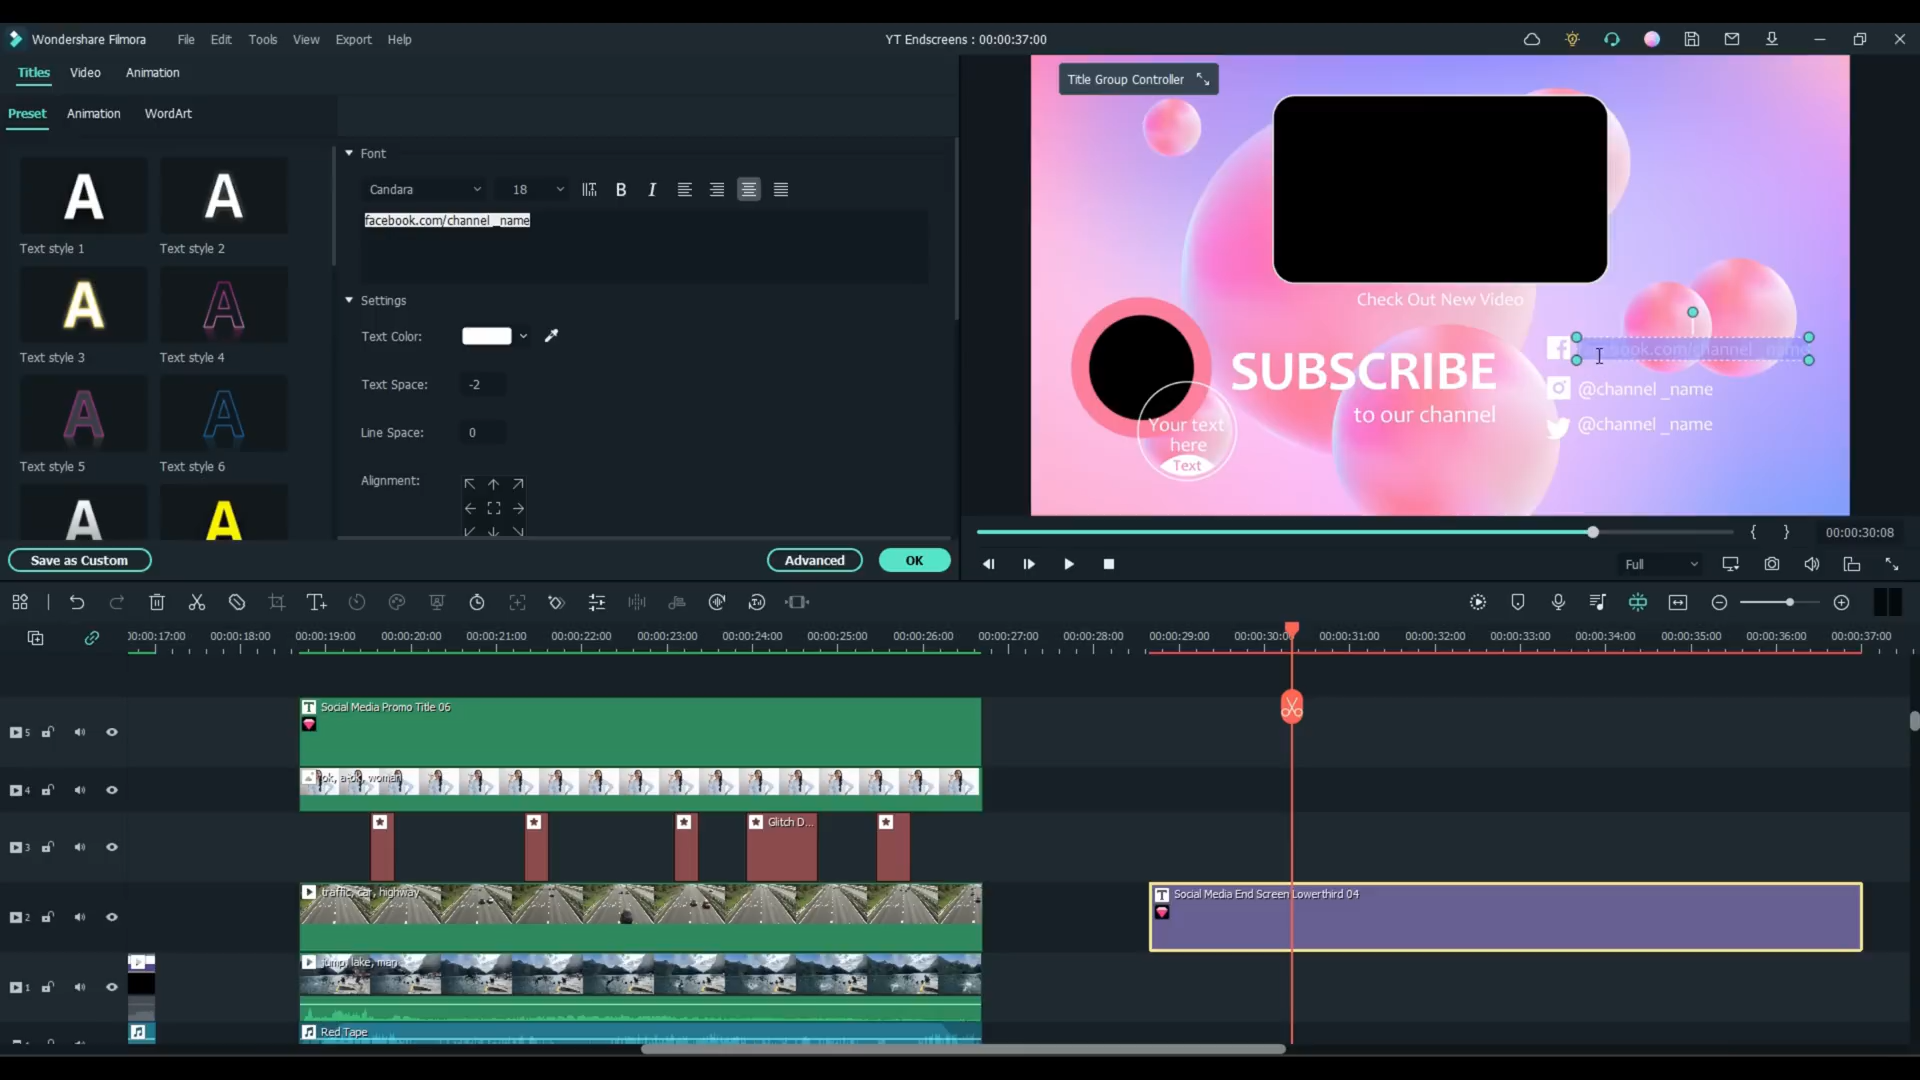 Wondershare Filmora
File
Edit
Tools
View
Export
Help
YT Endscreens : 00:00:37:00
Titles
Video
Animation
Preset
Animation
WordArt
A
A
Text style 1
Text style 2
A
A
Text style 3
Text style 4
A
A
Text style 5
Text style 6
A
A
Font
Candara
18
B
I
facebook.com/channel _name
Settings
Text Color:
Text Space:
-2
Line Space:
0
Alignment:
Save as Custom
Advanced
OK
Title Group Controller
Check Out New Video
SUBSCRIBE
to our channel
Your text
here
Text
facebook.com/channel _name
@channel _name
@channel _name
00:00:30:08
Full
00:00:17:00
00:00:18:00
00:00:19:00
00:00:20:00
00:00:21:00
00:00:22:00
00:00:23:00
00:00:24:00
00:00:25:00
00:00:26:00
00:00:27:00
00:00:28:00
00:00:29:00
00:00:30:00
00:00:31:00
00:00:32:00
00:00:33:00
00:00:34:00
00:00:35:00
00:00:36:00
00:00:37:00
5
Social Media Promo Title 06
4
ok, a-ok, woman
3
Glitch D...
2
traffic, car, highway
Social Media End Screen Lowerthird 04
1
jump, lake, man
Red Tape